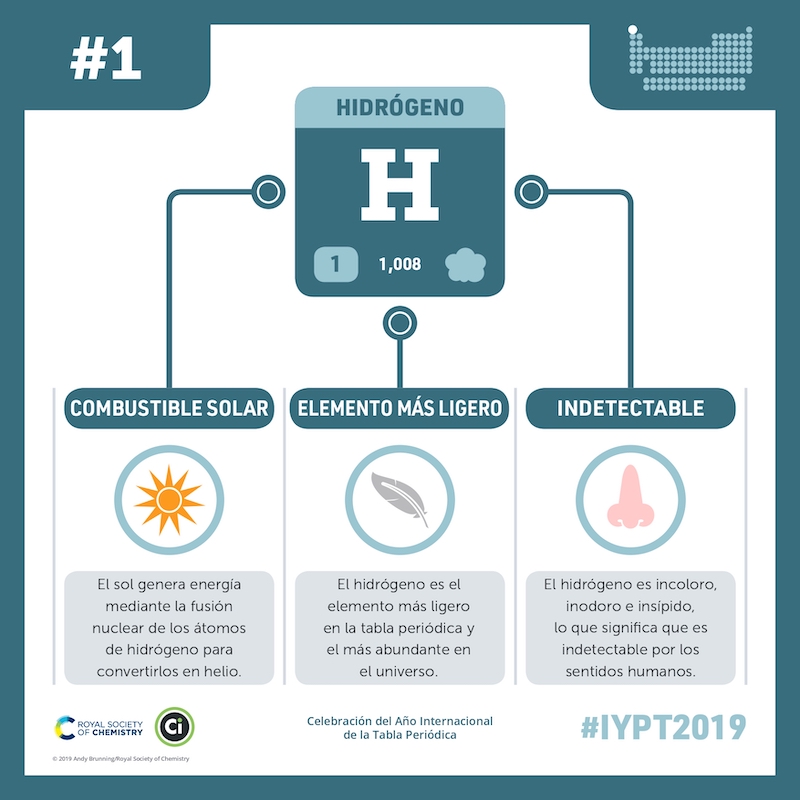 #1
HIDRÓGENO
H
1
1,008
COMBUSTIBLE SOLAR
El sol genera energía
mediante la fusión
nuclear de los átomos
de hidrógeno para
convertirlos en helio.
ELEMENTO MÁS LIGERO
El hidrógeno es el
elemento más ligero
en la tabla periódica y
el más abundante en
el universo.
INDETECTABLE
El hidrógeno es incoloro,
inodoro e insípido,
lo que significa que es
indetectable por los
sentidos humanos.
ROYAL SOCIETY
OF CHEMISTRY
Ci
© 2019 Andy Brunning/Royal Society of Chemistry
Celebración del Año Internacional
de la Tabla Periódica
#IYPT2019